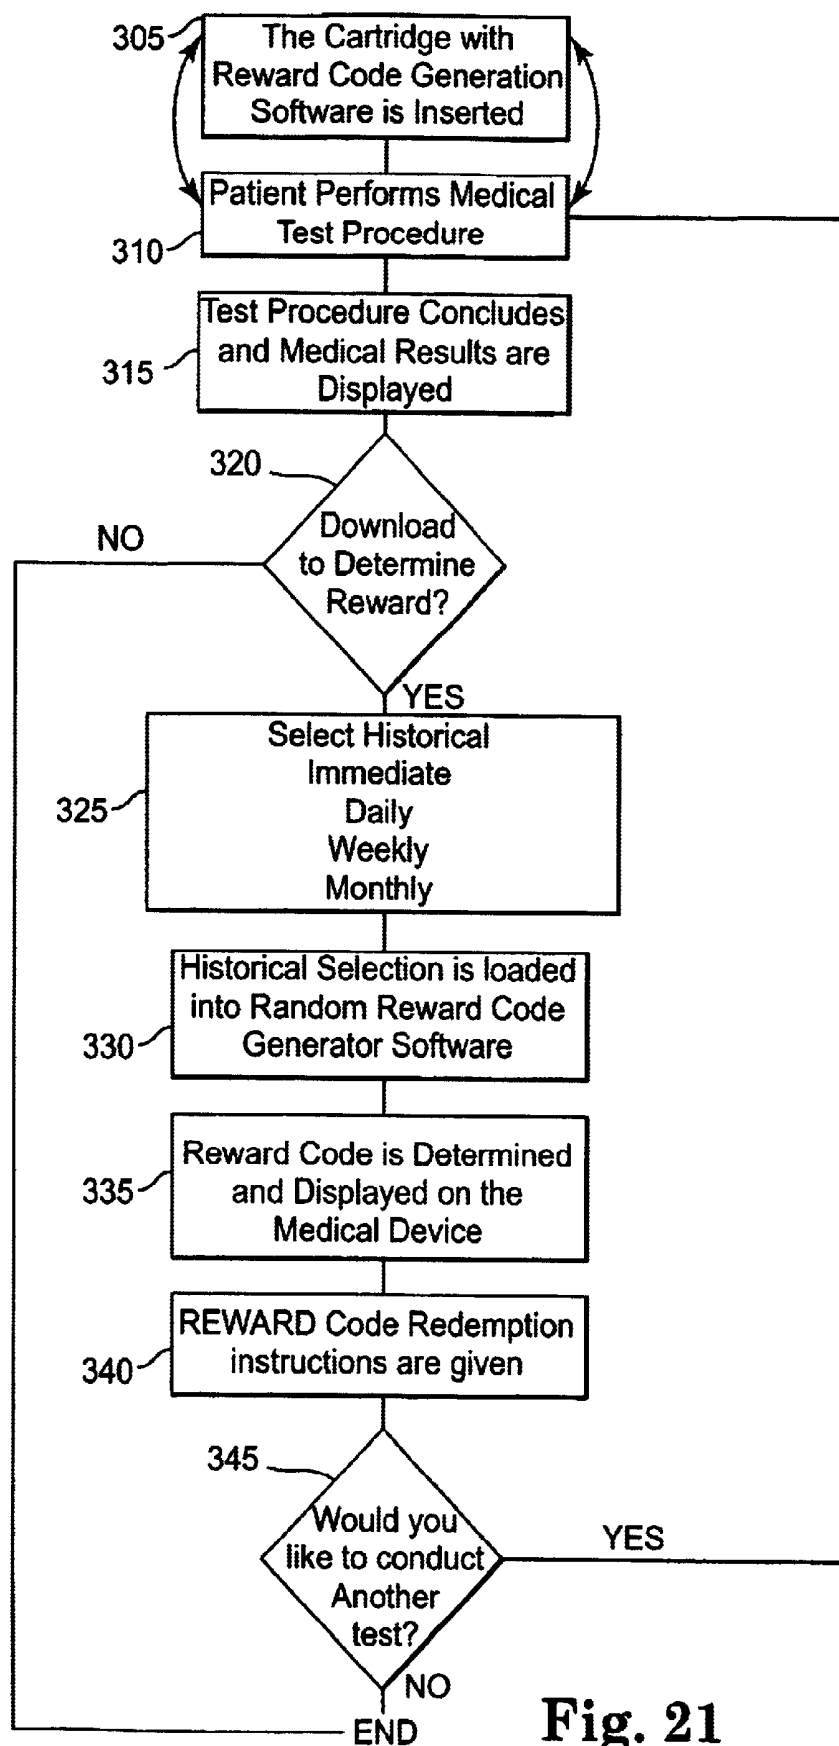 305
The Cartridge with
Reward Code Generation
Software is Inserted
Patient Performs Medical
Test Procedure
310
Test Procedure Concludes
and Medical Results are
Displayed
315
320
Download
to Determine
Reward?
NO
YES
Select Historical
Immediate
Daily
Weekly
Monthly
325
Historical Selection is loaded
into Random Reward Code
Generator Software
330
Reward Code is Determined
and Displayed on the
Medical Device
335
REWARD Code Redemption
instructions are given
340
345
Would you
like to conduct
Another
test?
YES
NO
END
Fig. 21